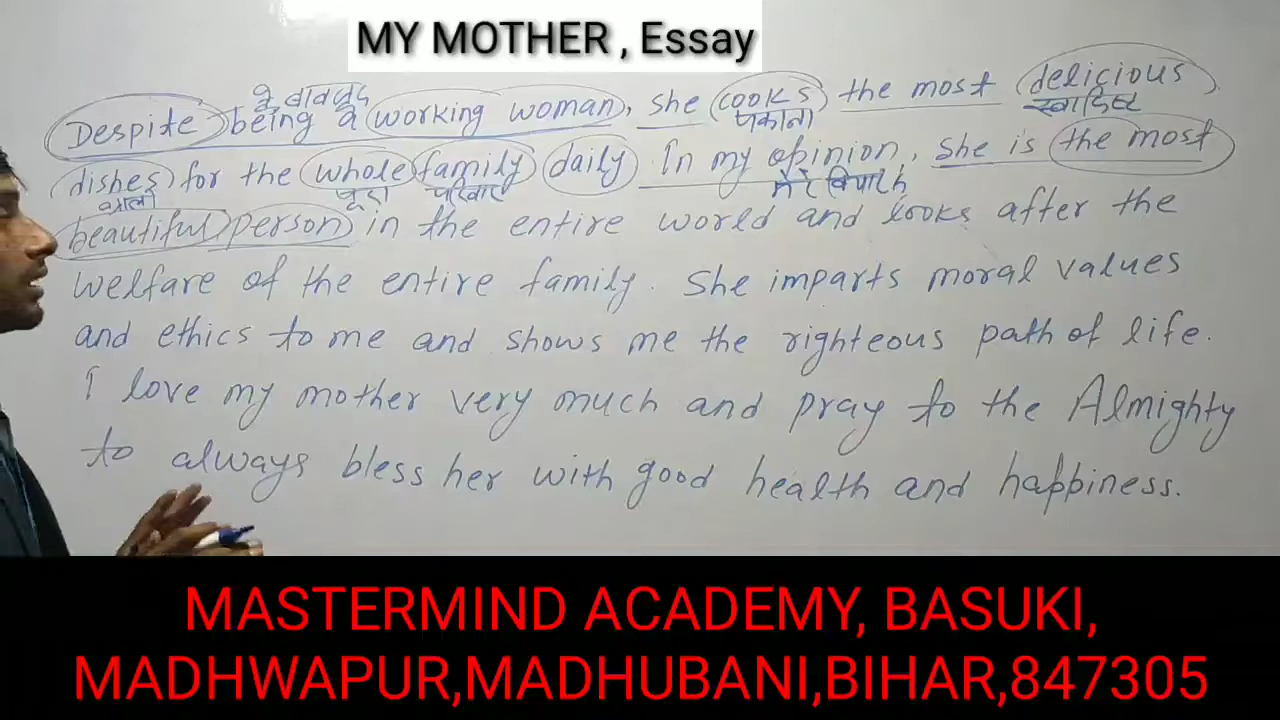 MY MOTHER , Essay
के बावजूद
Despite being a working woman, she cooks the most delicious
पकाना स्वादिष्ट
dishes for the whole family daily. In my opinion, she is the most
पूरा परिवार मेरे विचार में
beautiful person in the entire world and looks after the
welfare of the entire family. She imparts moral values
and ethics to me and shows me the righteous path of life.
I love my mother very much and pray to the Almighty
to always bless her with good health and happiness.
MASTERMIND ACADEMY, BASUKI,
MADHWAPUR,MADHUBANI,BIHAR,847305